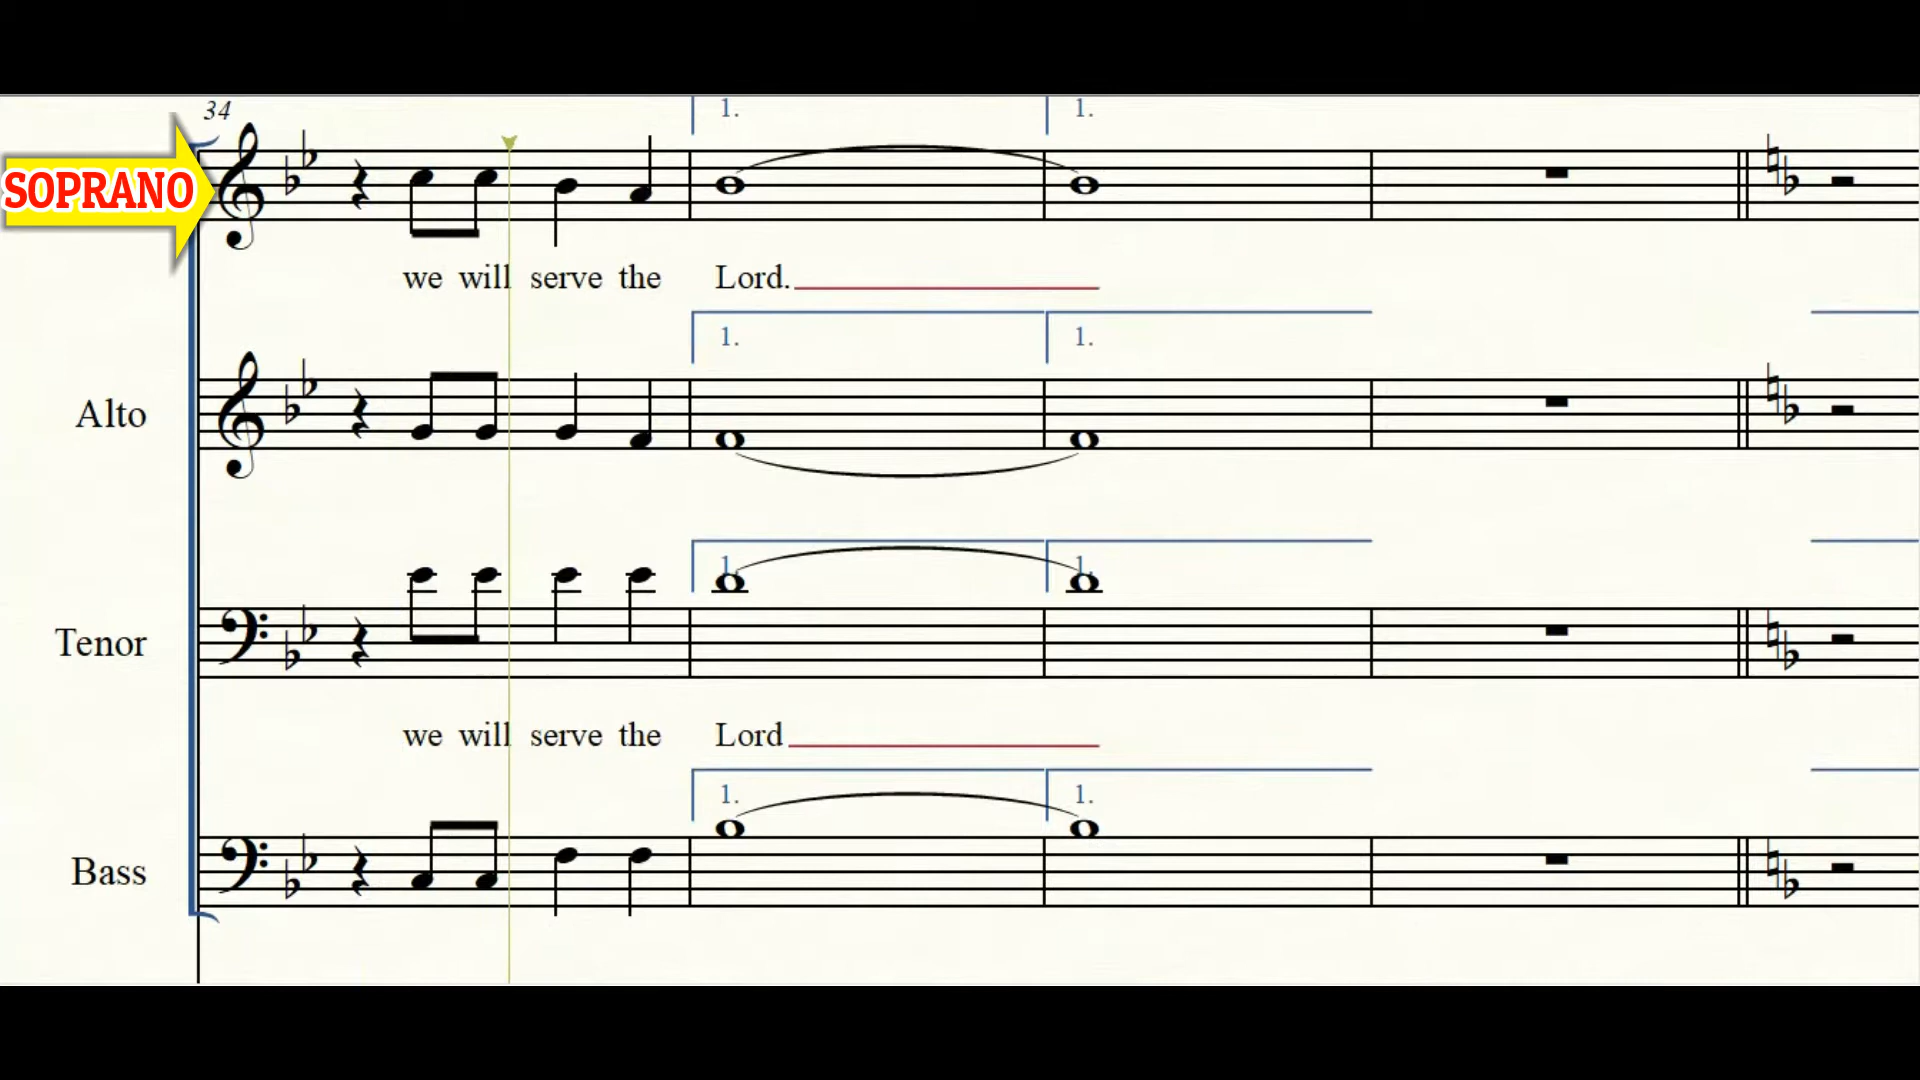 34
1. 1.
SOPRANO
we will serve the Lord.
1. 1.
Alto
1. 1.
Tenor
we will serve the Lord
1. 1.
Bass